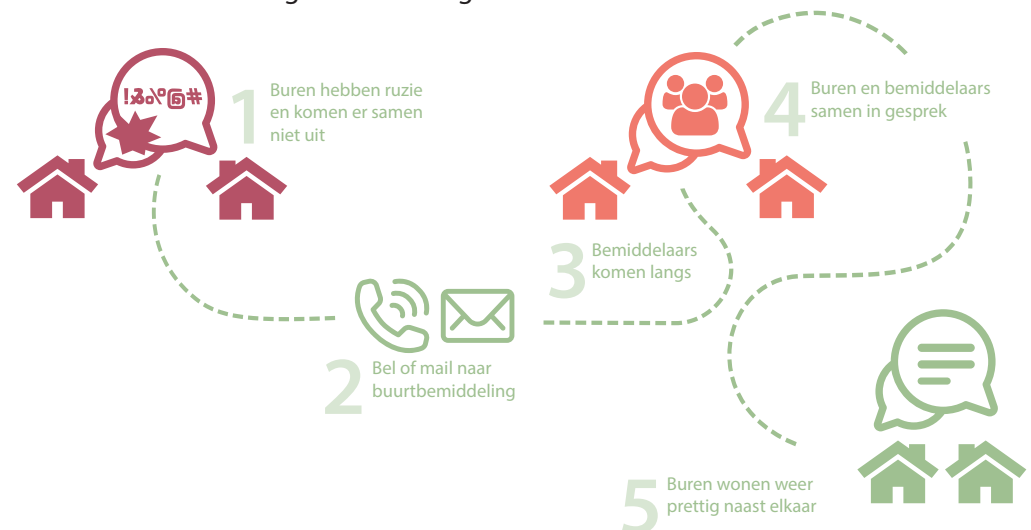 #@%&!
1
Buren hebben ruzie
en komen er samen
niet uit
2
Bel of mail naar
buurtbemiddeling
3
Bemiddelaars
komen langs
4
Buren en bemiddelaars
samen in gesprek
5
Buren wonen weer
prettig naast elkaar